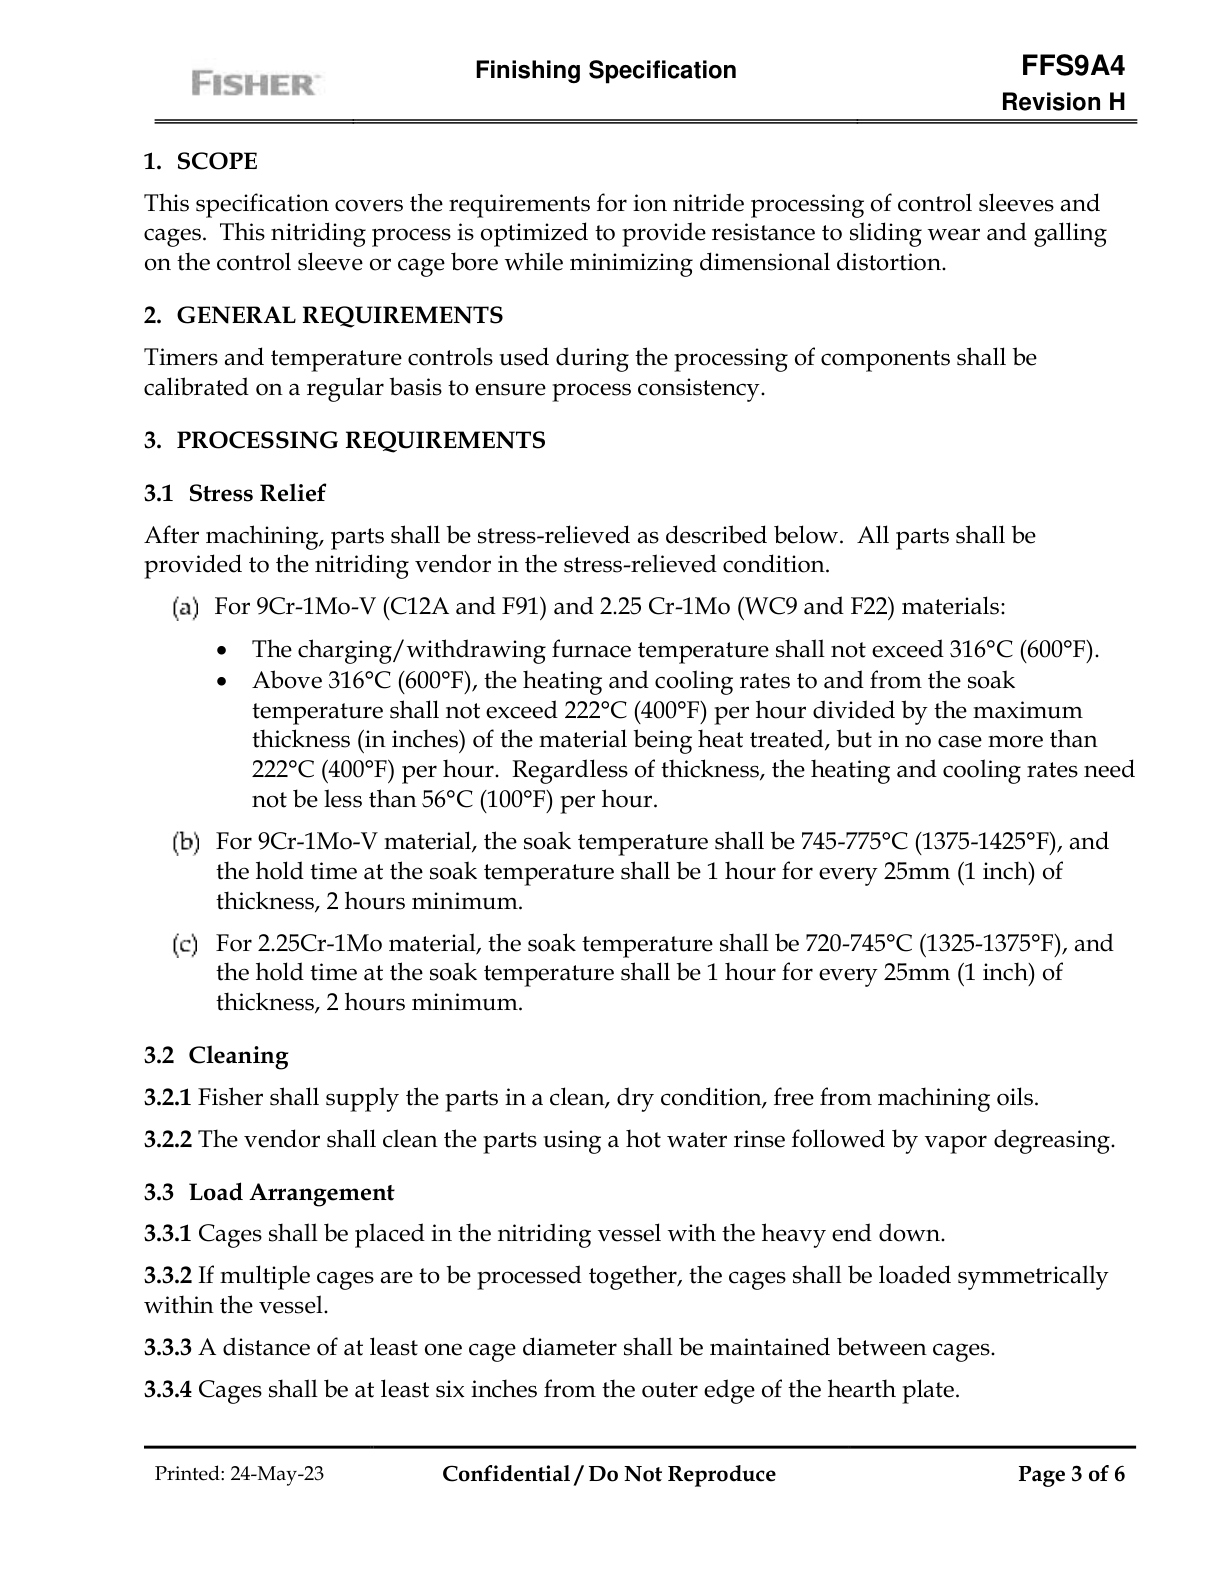 FISHER
Finishing Specification
FFS9A4
Revision H
1. SCOPE
This specification covers the requirements for ion nitride processing of control sleeves and
cages. This nitriding process is optimized to provide resistance to sliding wear and galling
on the control sleeve or cage bore while minimizing dimensional distortion.
2. GENERAL REQUIREMENTS
Timers and temperature controls used during the processing of components shall be
calibrated on a regular basis to ensure process consistency.
3. PROCESSING REQUIREMENTS
3.1 Stress Relief
After machining, parts shall be stress-relieved as described below. All parts shall be
provided to the nitriding vendor in the stress-relieved condition.
(a) For 9Cr-1Mo-V (C12A and F91) and 2.25 Cr-1Mo (WC9 and F22) materials:
• The charging/withdrawing furnace temperature shall not exceed 316°C (600°F).
• Above 316°C (600°F), the heating and cooling rates to and from the soak
temperature shall not exceed 222°C (400°F) per hour divided by the maximum
thickness (in inches) of the material being heat treated, but in no case more than
222°C (400°F) per hour. Regardless of thickness, the heating and cooling rates need
not be less than 56°C (100°F) per hour.
(b) For 9Cr-1Mo-V material, the soak temperature shall be 745-775°C (1375-1425°F), and
the hold time at the soak temperature shall be 1 hour for every 25mm (1 inch) of
thickness, 2 hours minimum.
(c) For 2.25Cr-1Mo material, the soak temperature shall be 720-745°C (1325-1375°F), and
the hold time at the soak temperature shall be 1 hour for every 25mm (1 inch) of
thickness, 2 hours minimum.
3.2 Cleaning
3.2.1 Fisher shall supply the parts in a clean, dry condition, free from machining oils.
3.2.2 The vendor shall clean the parts using a hot water rinse followed by vapor degreasing.
3.3 Load Arrangement
3.3.1 Cages shall be placed in the nitriding vessel with the heavy end down.
3.3.2 If multiple cages are to be processed together, the cages shall be loaded symmetrically
within the vessel.
3.3.3 A distance of at least one cage diameter shall be maintained between cages.
3.3.4 Cages shall be at least six inches from the outer edge of the hearth plate.
Printed: 24-May-23
Confidential / Do Not Reproduce
Page 3 of 6